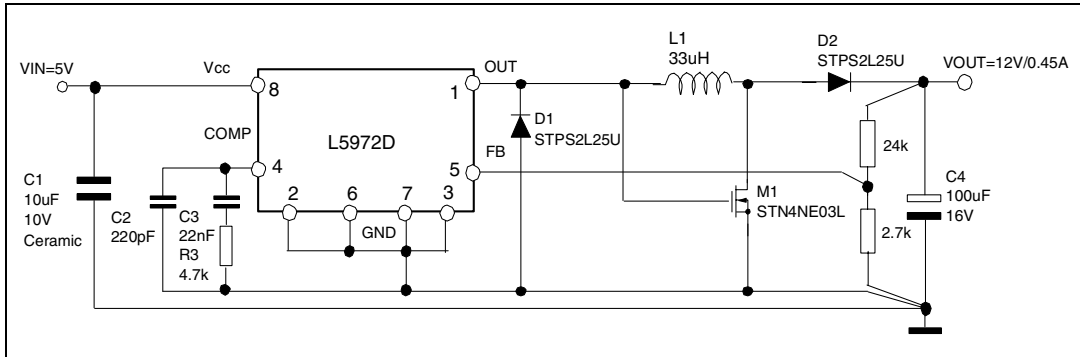 VIN=5V
Vcc
8
COMP
4
L5972D
OUT
1
FB
5
2
6
7
3
GND
C1
10uF
10V
Ceramic
C2
220pF
C3
22nF
R3
4.7k
D1
STPS2L25U
L1
33uH
D2
STPS2L25U
VOUT=12V/0.45A
M1
STN4NE03L
24k
2.7k
C4
100uF
16V